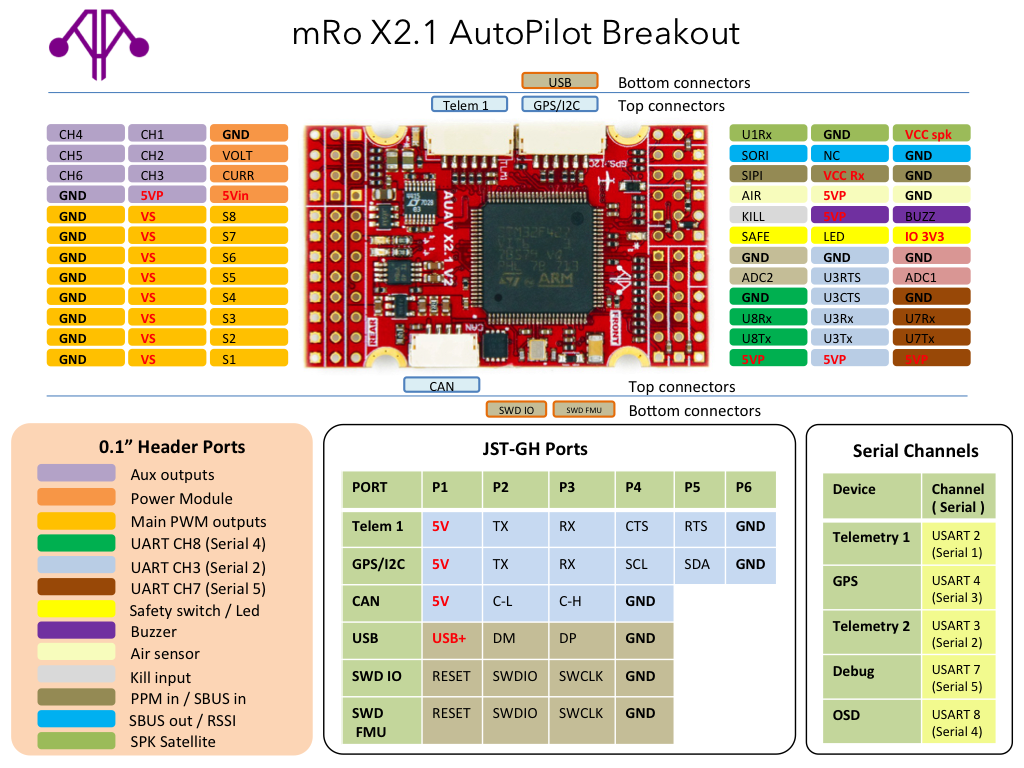 mRo X2.1 AutoPilot Breakout
USB Bottom connectors
Telem 1 GPS/I2C Top connectors
CH4 CH1 GND
CH5 CH2 VOLT
CH6 CH3 CURR
GND 5VP 5Vin
GND VS S8
GND VS S7
GND VS S6
GND VS S5
GND VS S4
GND VS S3
GND VS S2
GND VS S1
GPS-I2C
AUAV X2.1 V2
STM32F427
ARM
CAN
REAR
FRONT
U1Rx GND VCC spk
SORI NC GND
SIPI VCC Rx GND
AIR 5VP GND
KILL 5VP BUZZ
SAFE LED IO 3V3
GND GND GND
ADC2 U3RTS ADC1
GND U3CTS GND
U8Rx U3Rx U7Rx
U8Tx U3Tx U7Tx
5VP 5VP 5VP
CAN Top connectors
SWD IO SWD FMU Bottom connectors
0.1” Header Ports
Aux outputs
Power Module
Main PWM outputs
UART CH8 (Serial 4)
UART CH3 (Serial 2)
UART CH7 (Serial 5)
Safety switch / Led
Buzzer
Air sensor
Kill input
PPM in / SBUS in
SBUS out / RSSI
SPK Satellite
JST-GH Ports
PORT P1 P2 P3 P4 P5 P6
Telem 1 5V TX RX CTS RTS GND
GPS/I2C 5V TX RX SCL SDA GND
CAN 5V C-L C-H GND
USB USB+ DM DP GND
SWD IO RESET SWDIO SWCLK GND
SWD FMU RESET SWDIO SWCLK GND
Serial Channels
Device Channel ( Serial )
Telemetry 1 USART 2 (Serial 1)
GPS USART 4 (Serial 3)
Telemetry 2 USART 3 (Serial 2)
Debug USART 7 (Serial 5)
OSD USART 8 (Serial 4)